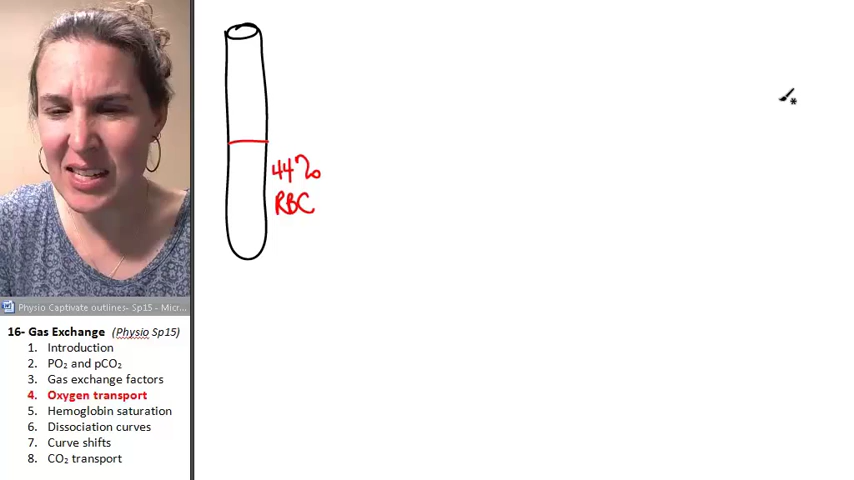 44%
RBC
Physio Captivate outlines- Sp15 - Micr...
16- Gas Exchange (Physio Sp15)
1. Introduction
2. PO₂ and pCO₂
3. Gas exchange factors
4. Oxygen transport
5. Hemoglobin saturation
6. Dissociation curves
7. Curve shifts
8. CO₂ transport